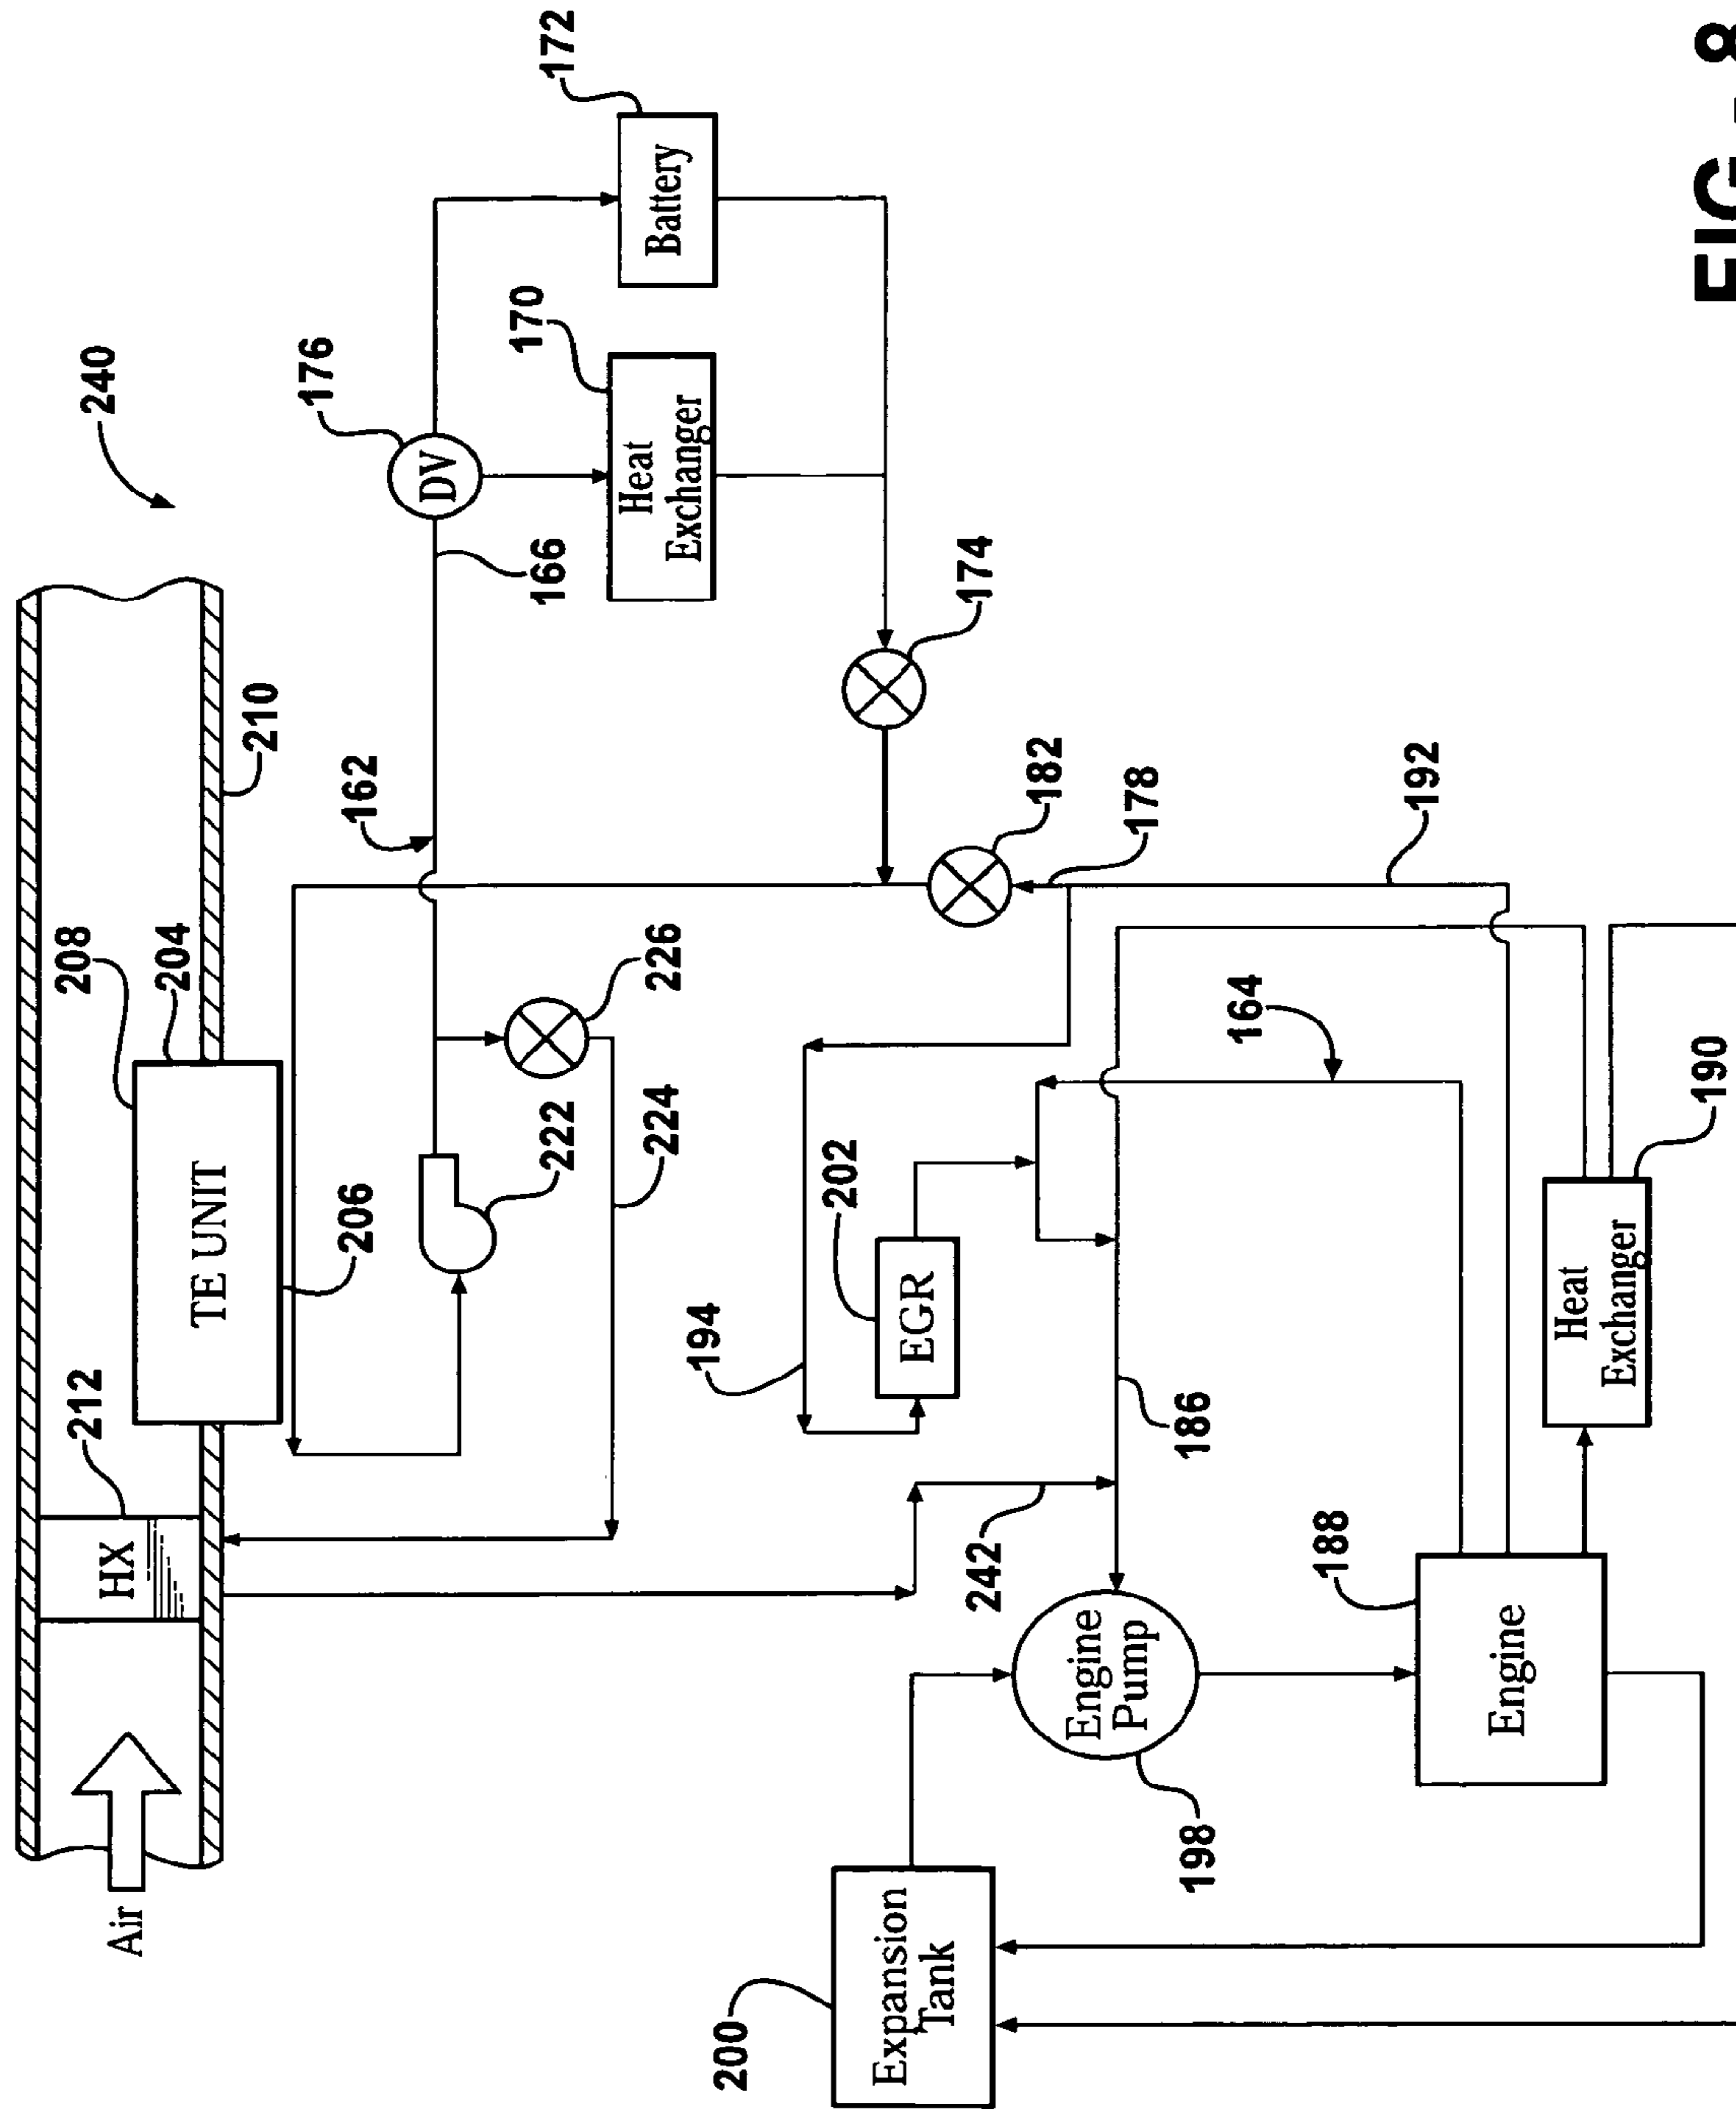 Air
HX
212
TE UNIT
208
204
206
210
240
162
176
DV
166
222
224
226
170
Heat
Exchanger
172
Battery
200
Expansion
Tank
194
202
EGR
174
242
Engine
Pump
198
186
182
178
164
188
Engine
192
Heat
Exchanger
190
FIG - 8